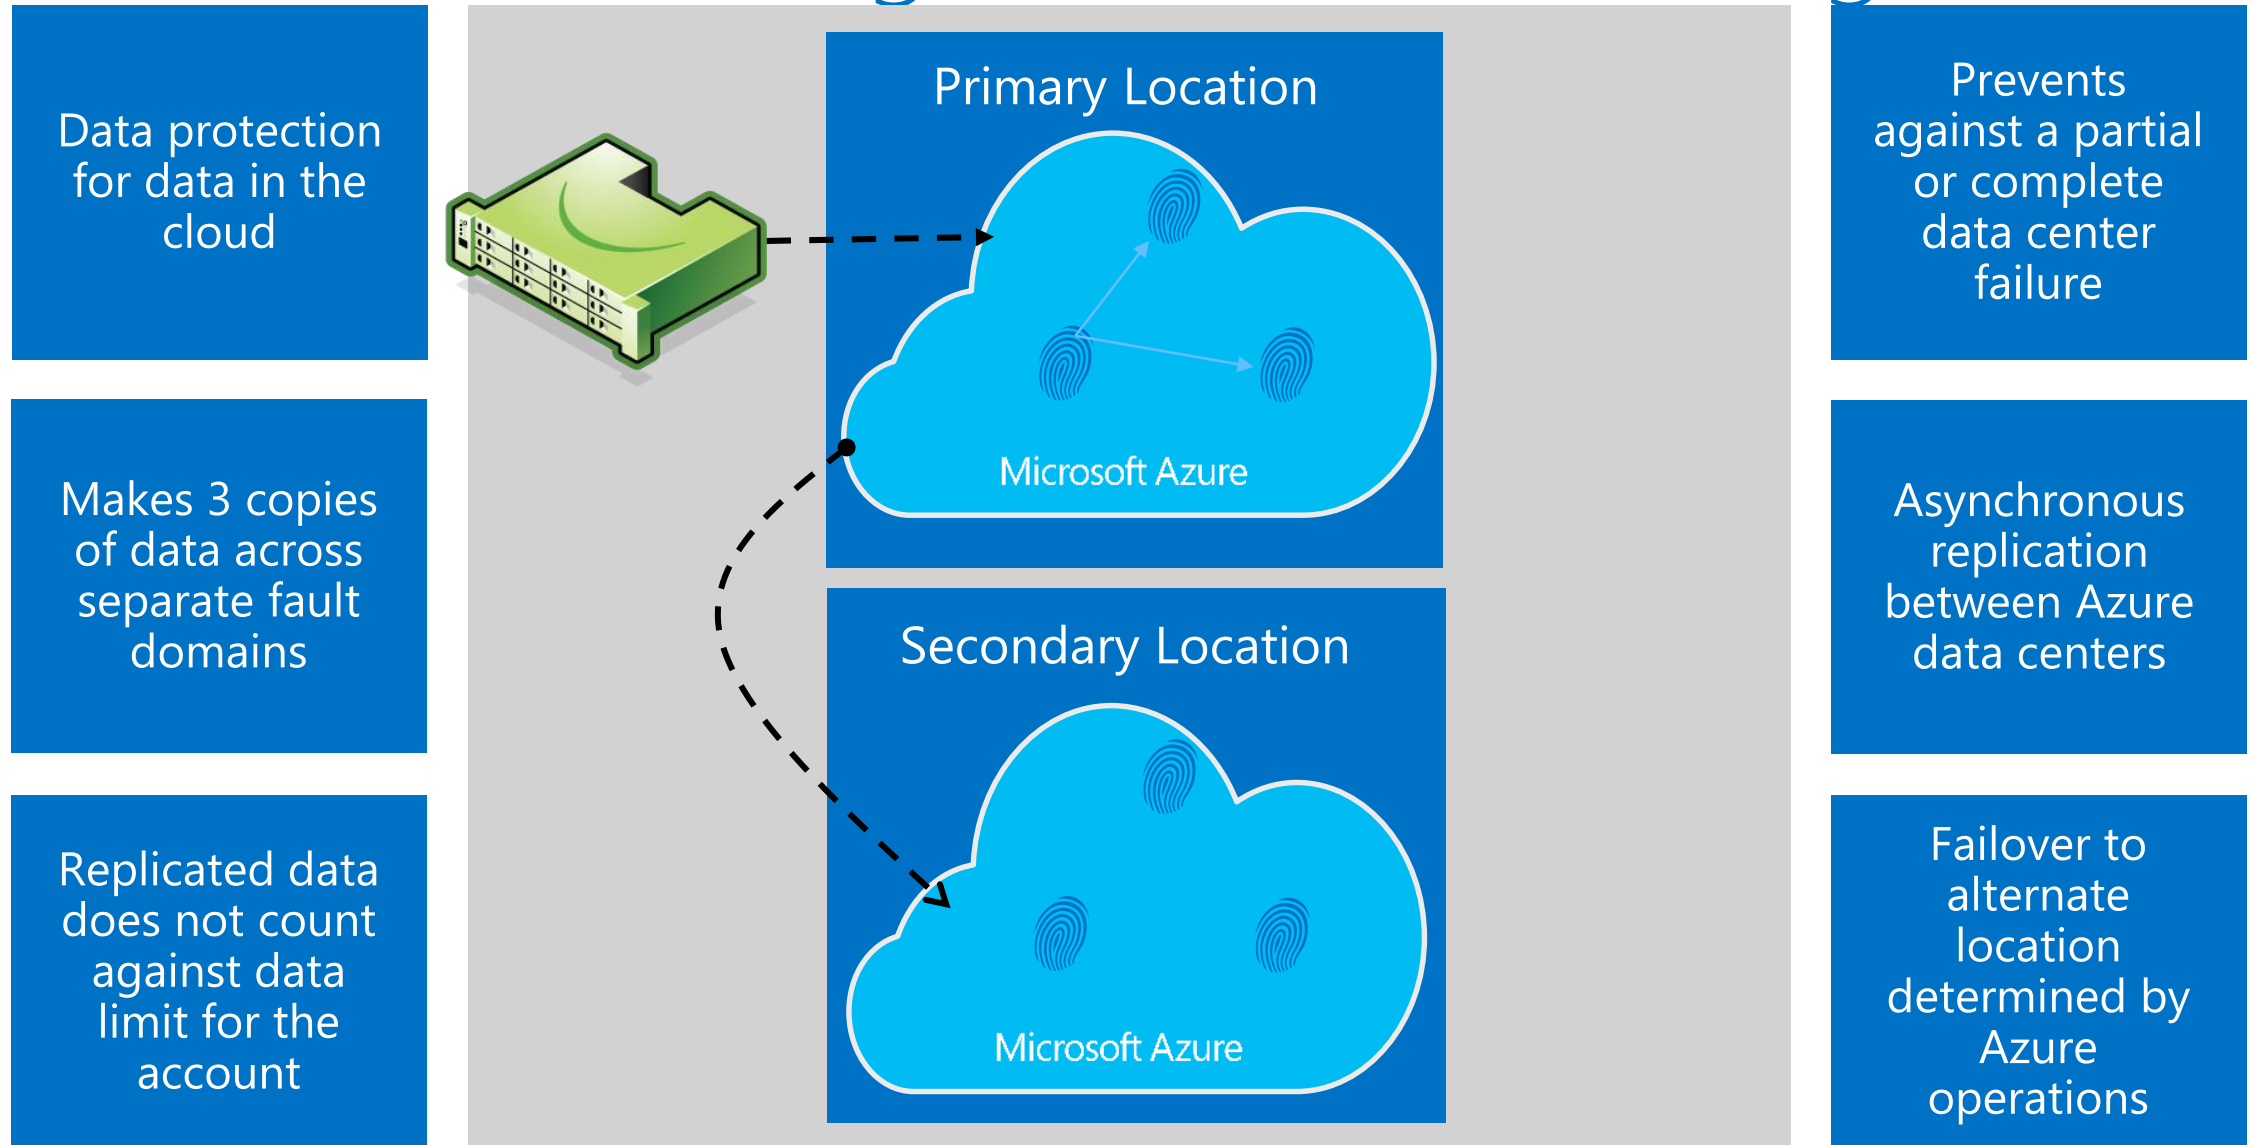 Data protection
for data in the
cloud
Makes 3 copies
of data across
separate fault
domains
Replicated data
does not count
against data
limit for the
account
Primary Location
Microsoft Azure
Secondary Location
Microsoft Azure
Prevents
against a partial
or complete
data center
failure
Asynchronous
replication
between Azure
data centers
Failover to
alternate
location
determined by
Azure
operations